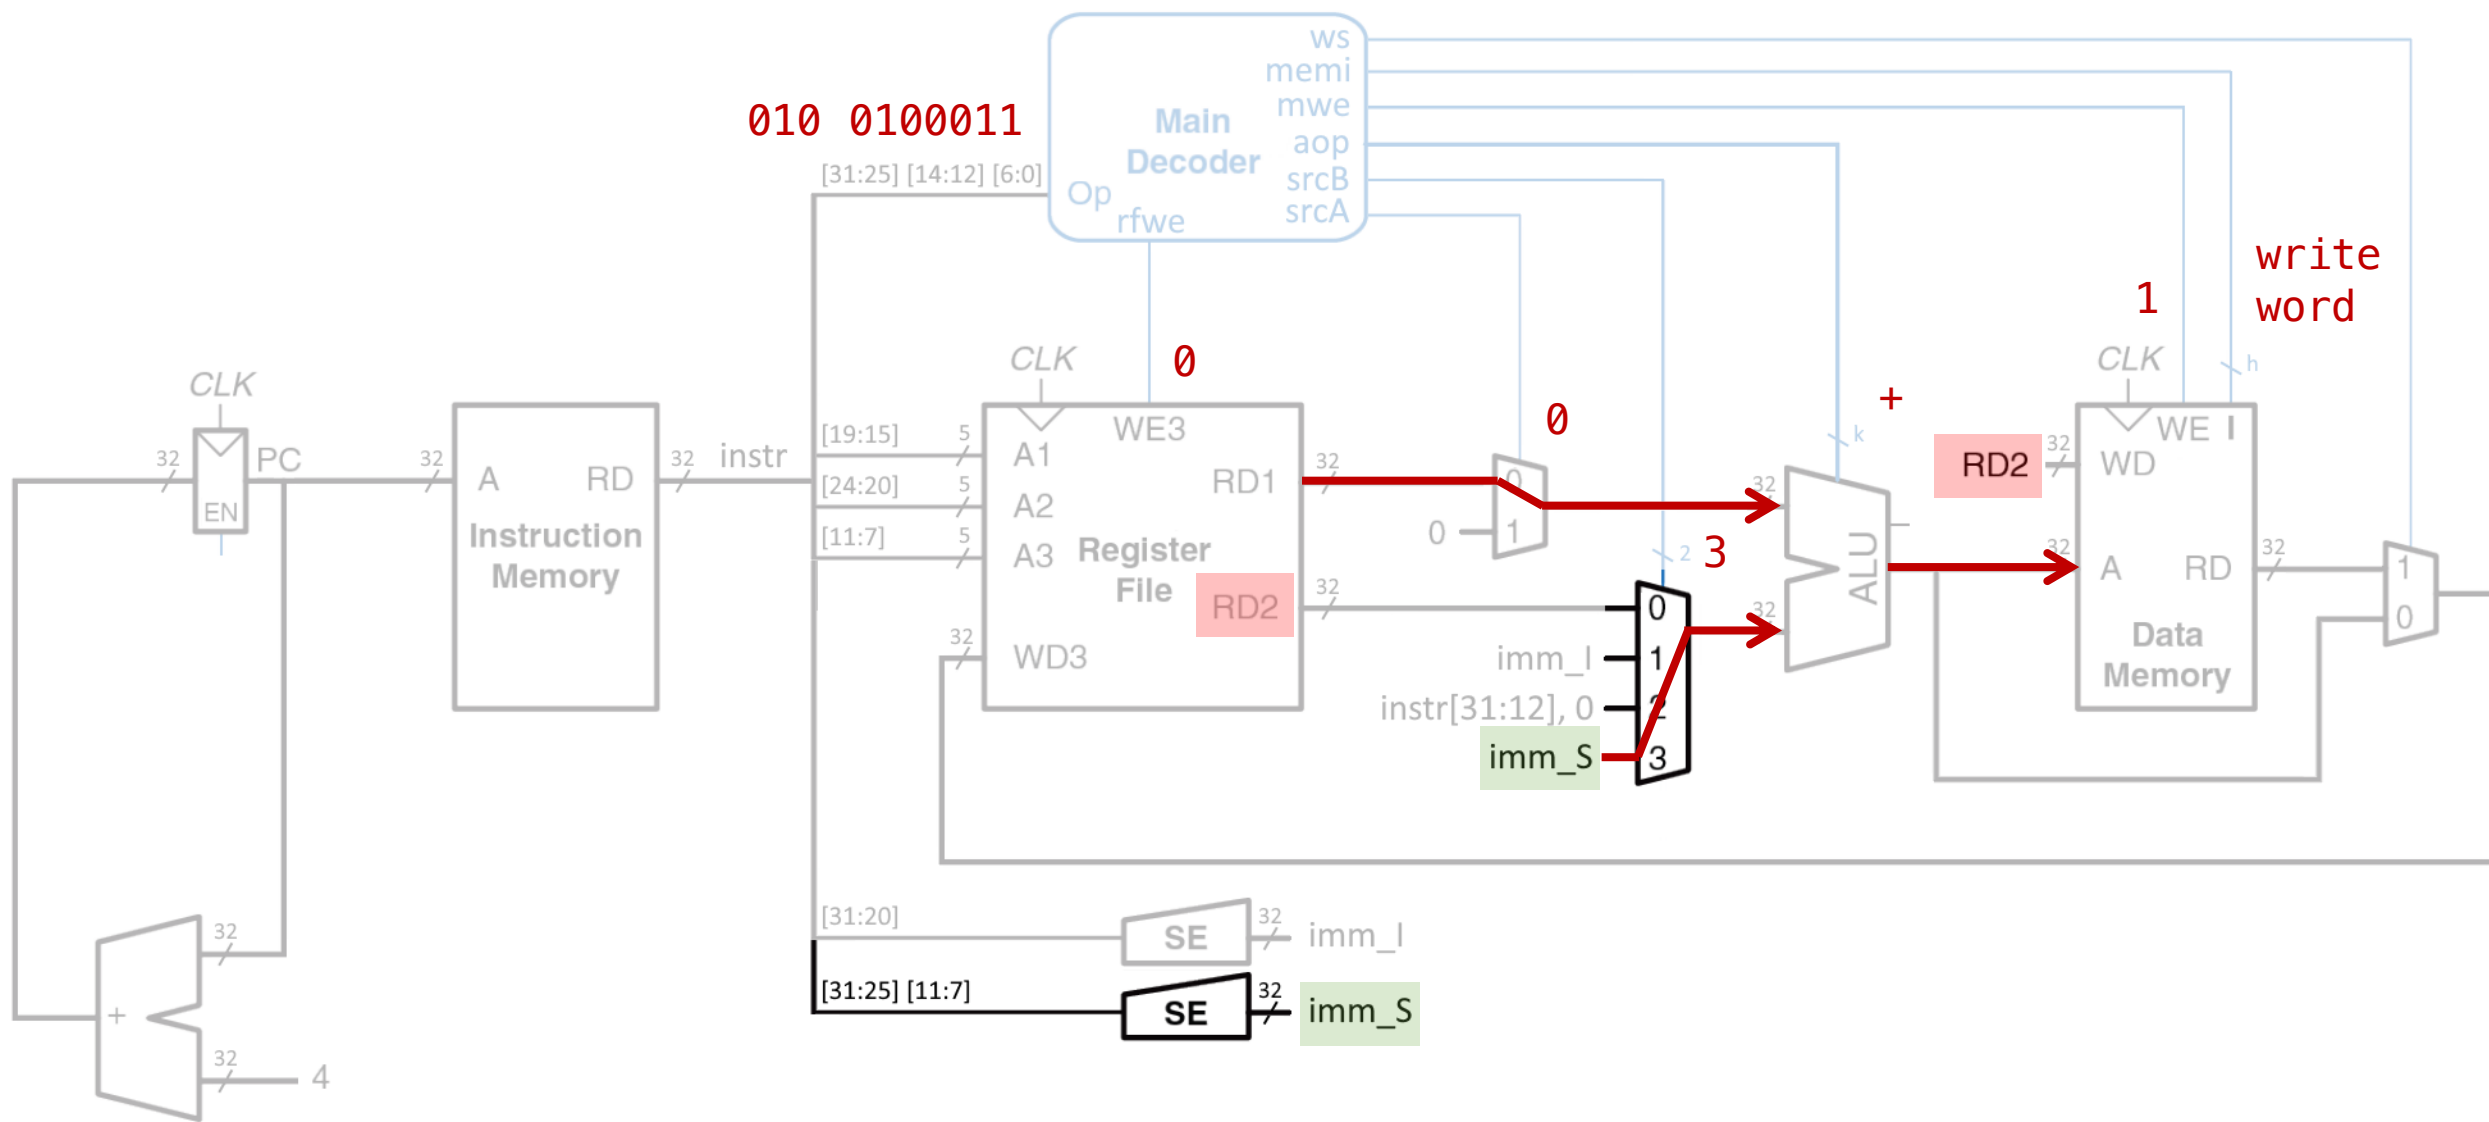 ws
memi
mwe
aop
srcB
srcA
Main
Decoder
Op
rfwe
010 0100011
[31:25] [14:12] [6:0]
write
word
1
h
CLK
32
PC
EN
32
A
RD
Instruction
Memory
32
instr
[19:15]
5
[24:20]
5
[11:7]
5
CLK
0
WE3
A1
A2
A3
RD1
Register
File
RD2
WD3
32
32
32
0
0
1
0
2
3
0
1
2
3
imm_I
instr[31:12], 0
imm_S
+
k
32
32
ALU
CLK
WE
I
RD2
32
WD
32
A
RD
Data
Memory
32
1
0
[31:20]
SE
32
imm_I
[31:25] [11:7]
SE
32
imm_S
32
+
32
4